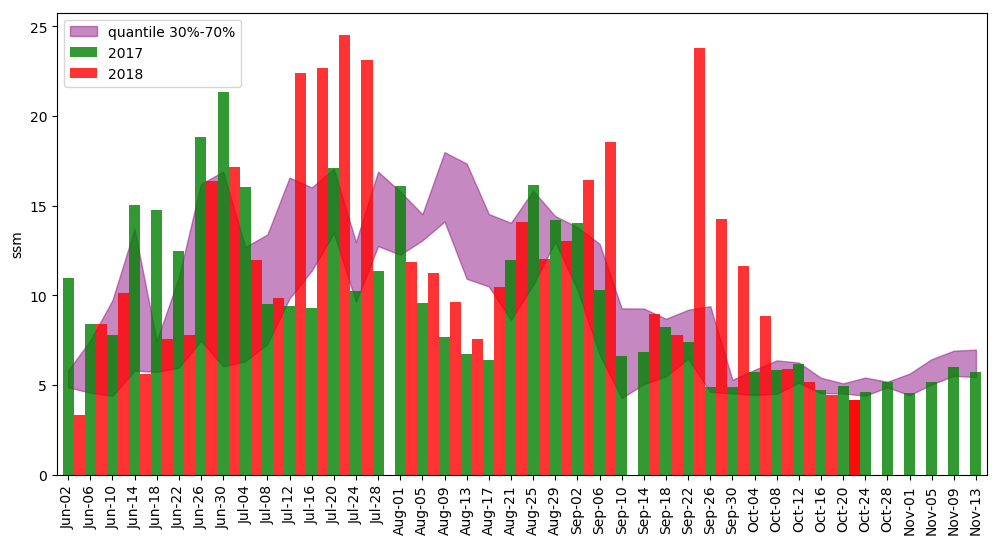 quantile 30%-70%
2017
2018
ssm
25
20
15
10
5
0
Jun-02
Jun-06
Jun-10
Jun-14
Jun-18
Jun-22
Jun-26
Jun-30
Jul-04
Jul-08
Jul-12
Jul-16
Jul-20
Jul-24
Jul-28
Aug-01
Aug-05
Aug-09
Aug-13
Aug-17
Aug-21
Aug-25
Aug-29
Sep-02
Sep-06
Sep-10
Sep-14
Sep-18
Sep-22
Sep-26
Sep-30
Oct-04
Oct-08
Oct-12
Oct-16
Oct-20
Oct-24
Oct-28
Nov-01
Nov-05
Nov-09
Nov-13